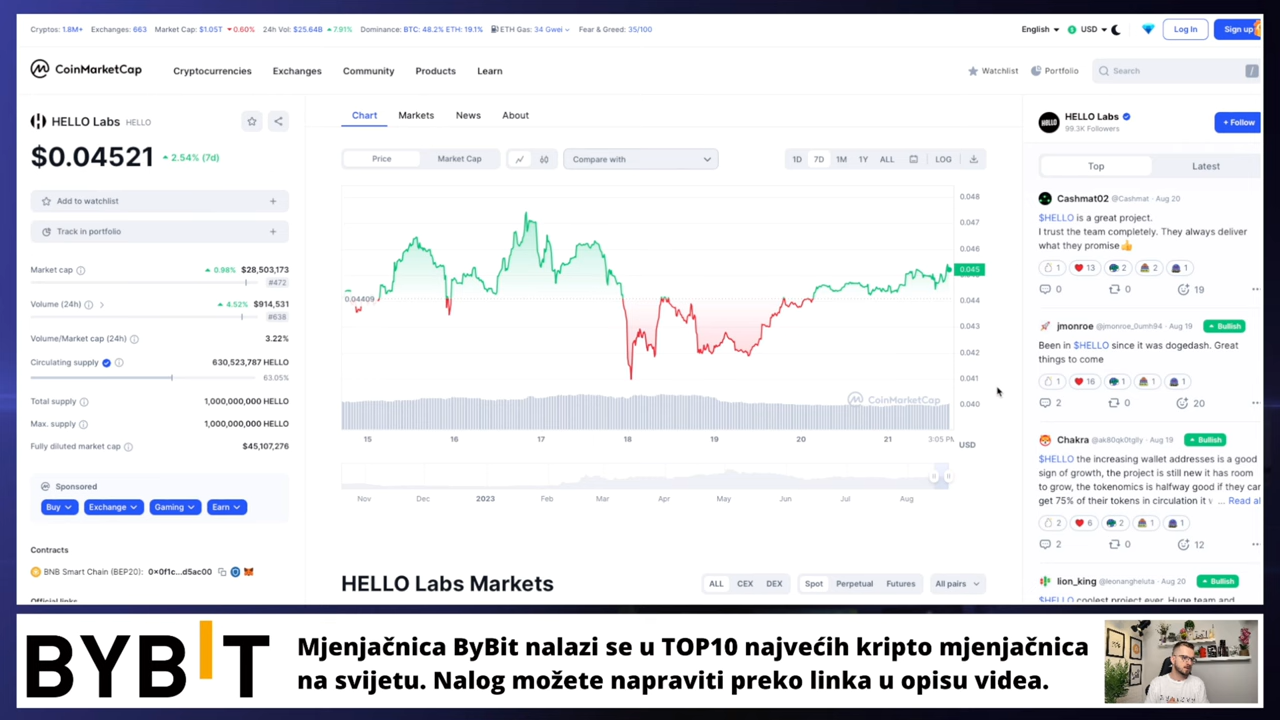 Cryptos: 1.8M+ Exchanges: 663 Market Cap: $1.05T 0.60% 24h Vol: $25.64B 7.91% Dominance: BTC: 48.2% ETH: 19.1% ETH Gas: 34 Gwei Fear & Greed: 35/100
English USD Log In Sign up
CoinMarketCap Cryptocurrencies Exchanges Community Products Learn Watchlist Portfolio Search /
HELLO Labs HELLO
$0.04521 2.54% (7d)
Add to watchlist +
Track in portfolio +
Market cap 0.98% $28,503,173
#472
Volume (24h) 4.52% $914,531
#638
Volume/Market cap (24h) 3.22%
Circulating supply 630,523,787 HELLO
63.05%
Total supply 1,000,000,000 HELLO
Max. supply 1,000,000,000 HELLO
Fully diluted market cap $45,107,276
Sponsored
Buy Exchange Gaming Earn
Contracts
BNB Smart Chain (BEP20): 0x0f1c...d5ac00
Official links
Chart Markets News About
Price Market Cap Compare with 1D 7D 1M 1Y ALL LOG
0.048
0.047
0.046
0.045
0.044
0.043
0.042
0.041
0.040
0.04409
CoinMarketCap
15 16 17 18 19 20 21 3:05 PM USD
Nov Dec 2023 Feb Mar Apr May Jun Jul Aug
HELLO Labs Markets ALL CEX DEX Spot Perpetual Futures All pairs
HELLO
HELLO Labs
99.3K Followers
+ Follow
Top Latest
Cashmat02 @Cashmat · Aug 20
$HELLO is a great project.
I trust the team completely. They always deliver
what they promise👍
1 13 2 2 1
0 0 19
jmonroe @jmonroe_0umh94 · Aug 19 Bullish
Been in $HELLO since it was dogedash. Great
things to come
1 16 1 1 1
2 0 20
Chakra @ak80qk0tglly · Aug 19 Bullish
$HELLO the increasing wallet addresses is a good
sign of growth, the project is still new it has room
to grow, the tokenomics is halfway good if they can
get 75% of their tokens in circulation it ... Read al
2 6 2 1 1
2 0 12
lion_king @leonangheluta · Aug 20 Bullish
$HELLO coolest project ever. Huge team and
BYBIT
Mjenjačnica ByBit nalazi se u TOP10 najvećih kripto mjenjačnica
na svijetu. Nalog možete napraviti preko linka u opisu videa.